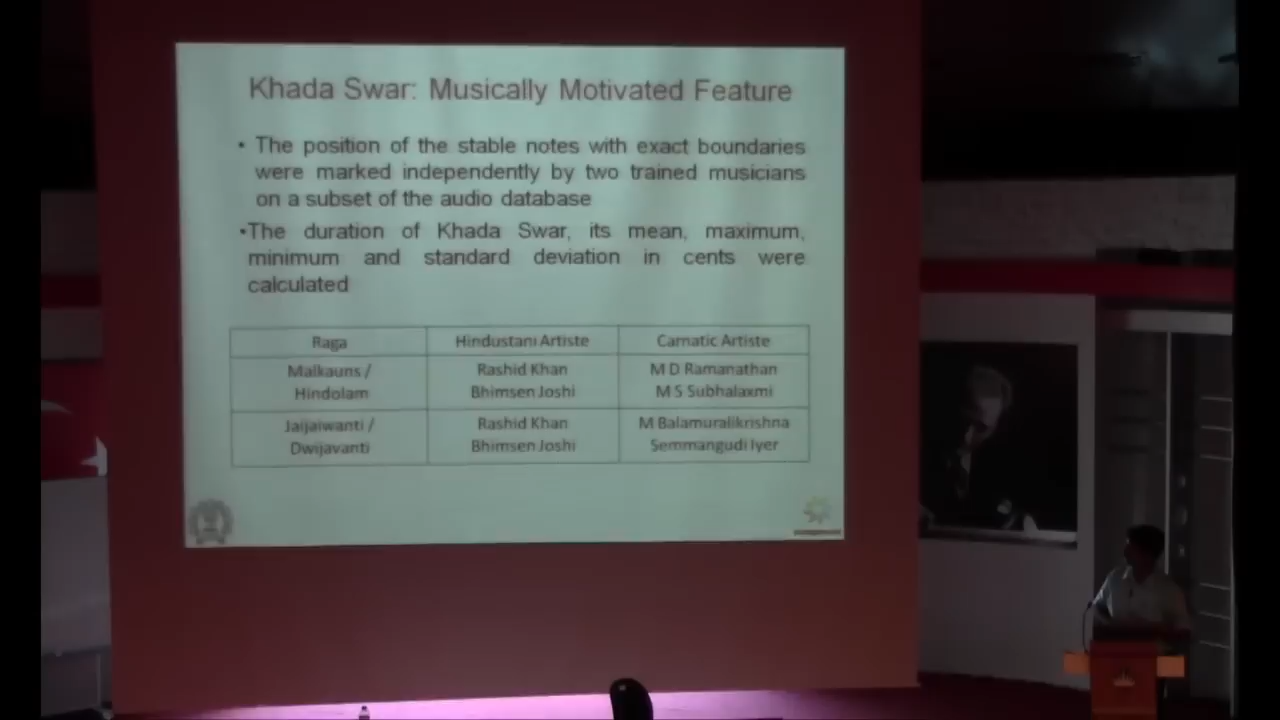 Khada Swar: Musically Motivated Feature
• The position of the stable notes with exact boundaries
were marked independently by two trained musicians
on a subset of the audio database
•The duration of Khada Swar, its mean, maximum,
minimum and standard deviation in cents were
calculated
Raga Hindustani Artiste Carnatic Artiste
Malkauns / Rashid Khan M D Ramanathan
Hindolam Bhimsen Joshi M S Subhalaxmi
Jaijaiwanti / Rashid Khan M Balamuralikrishna
Dwijavanti Bhimsen Joshi Semmangudi Iyer